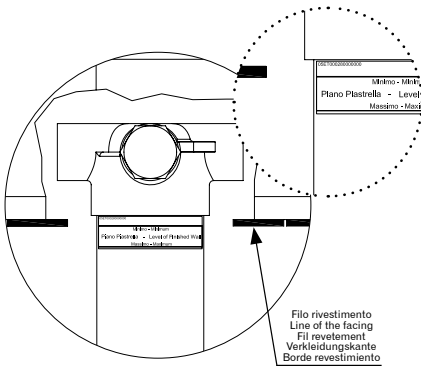 DSET000200000000
Minimo - Minim
Piano Piastrella - Level
Massimo - Maxi
Minimo - Minimum
Piano Piastrella - Level of Finished Wall
Massimo - Maximum
Filo rivestimento
Line of the facing
Fil revetement
Verkleidungskante
Borde revestimiento